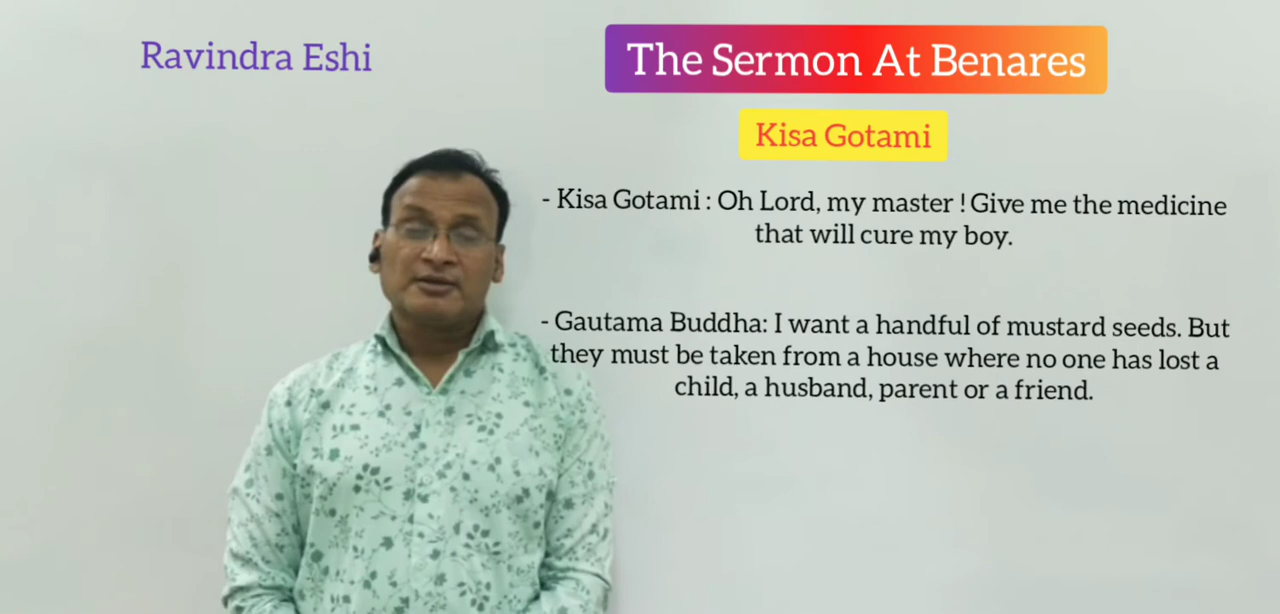 Ravindra Eshi
The Sermon At Benares
Kisa Gotami
- Kisa Gotami : Oh Lord, my master ! Give me the medicine
that will cure my boy.
- Gautama Buddha: I want a handful of mustard seeds. But
they must be taken from a house where no one has lost a
child, a husband, parent or a friend.